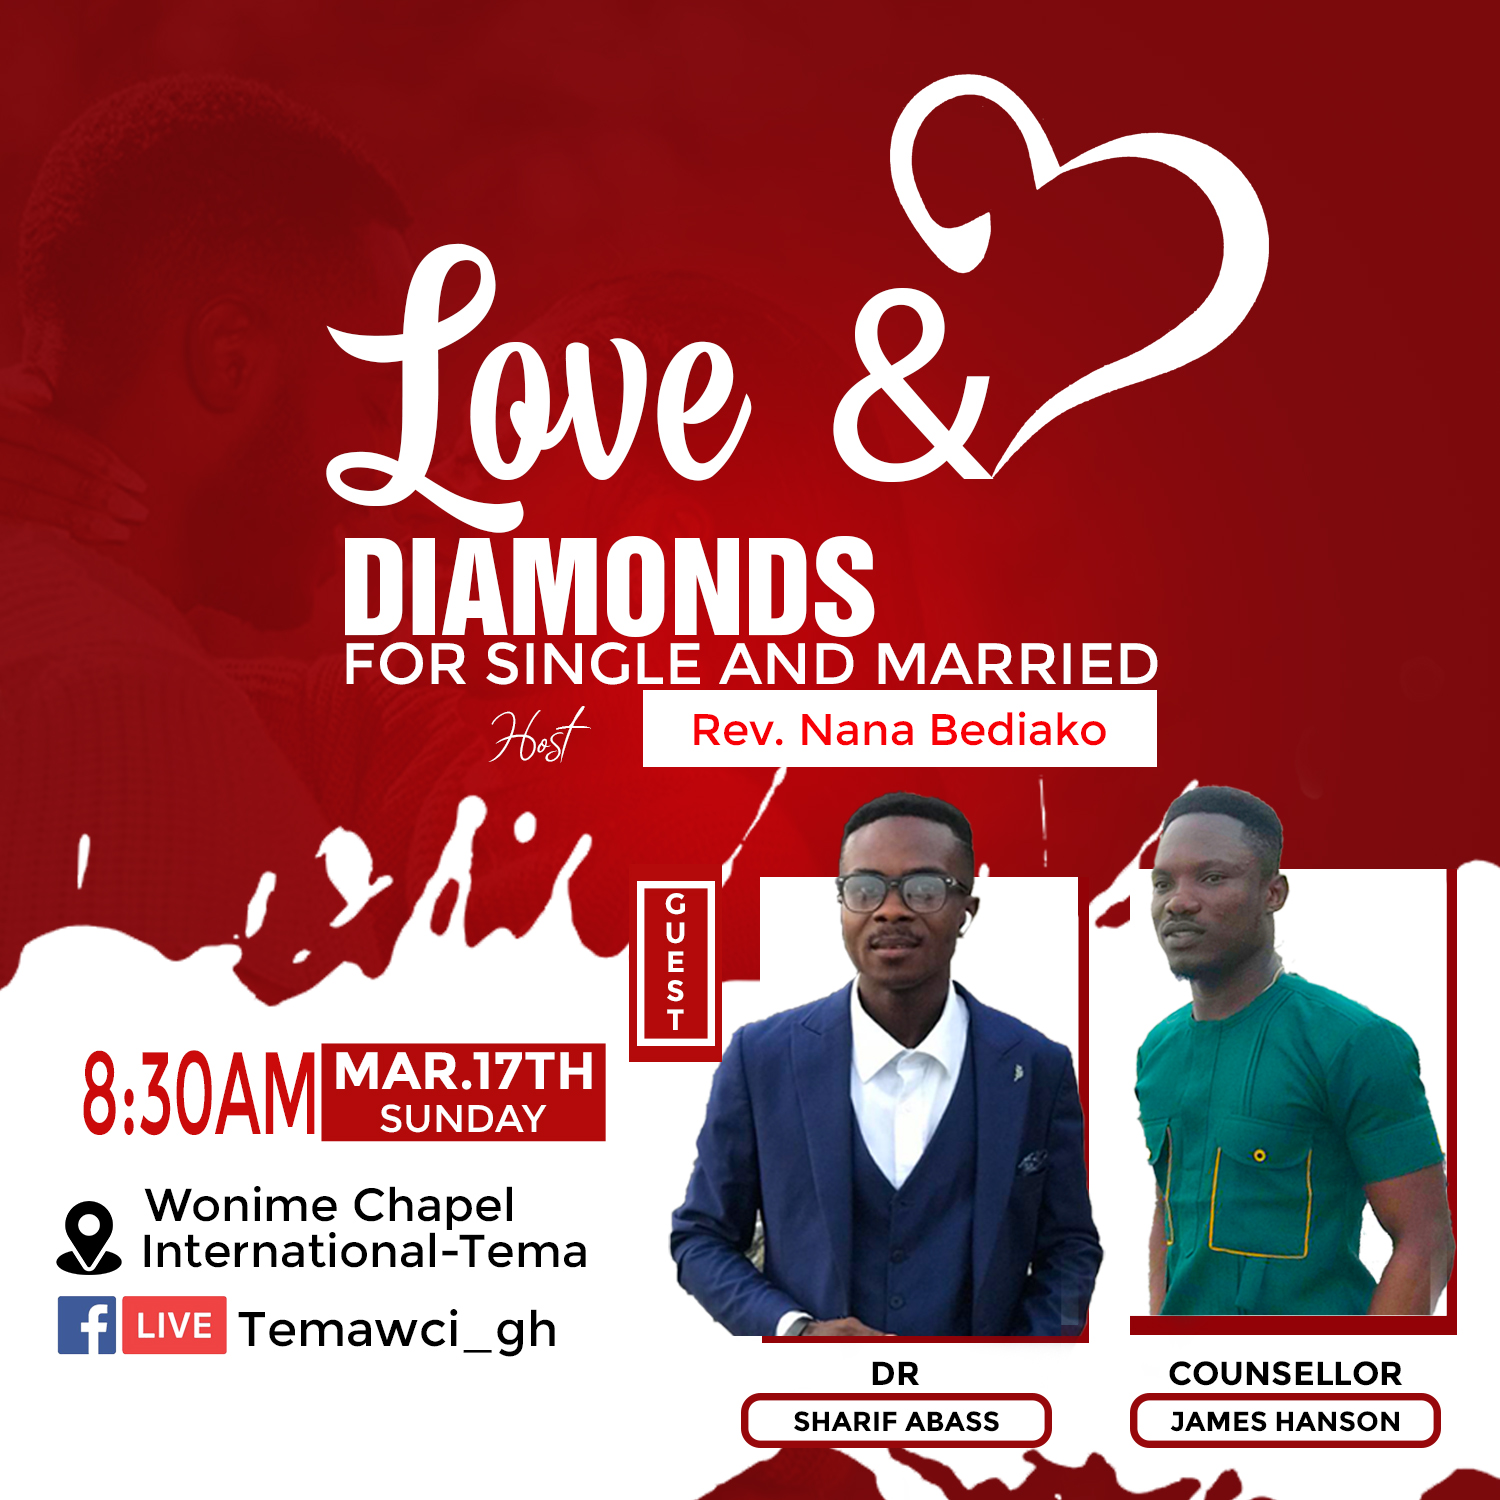 Love &
DIAMONDS
FOR SINGLE AND MARRIED
Host
Rev. Nana Bediako
GUEST
8:30AM
MAR.17TH
SUNDAY
Wonime Chapel
International-Tema
f LIVE Temawci_gh
DR
SHARIF ABASS
COUNSELLOR
JAMES HANSON